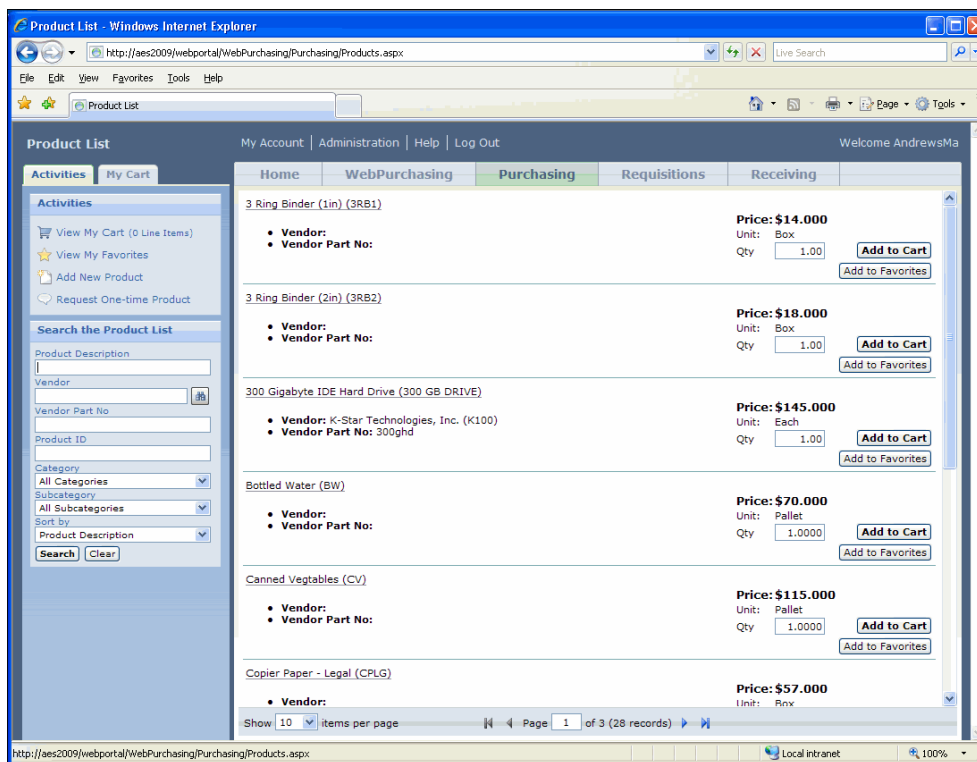 Product List - Windows Internet Explorer
http://aes2009/webportal/WebPurchasing/Purchasing/Products.aspx
Live Search
File Edit View Favorites Tools Help
Product List
Page Tools
Product List
My Account | Administration | Help | Log Out
Welcome AndrewsMa
Activities My Cart
Home WebPurchasing Purchasing Requisitions Receiving
Activities
View My Cart (0 Line Items)
View My Favorites
Add New Product
Request One-time Product
Search the Product List
Product Description
Vendor
Vendor Part No
Product ID
Category
All Categories
Subcategory
All Subcategories
Sort by
Product Description
Search Clear
3 Ring Binder (1in) (3RB1)
• Vendor:
• Vendor Part No:
Price: $14.000
Unit: Box
Qty 1.00 Add to Cart
Add to Favorites
3 Ring Binder (2in) (3RB2)
• Vendor:
• Vendor Part No:
Price: $18.000
Unit: Box
Qty 1.00 Add to Cart
Add to Favorites
300 Gigabyte IDE Hard Drive (300 GB DRIVE)
• Vendor: K-Star Technologies, Inc. (K100)
• Vendor Part No: 300ghd
Price: $145.000
Unit: Each
Qty 1.00 Add to Cart
Add to Favorites
Bottled Water (BW)
• Vendor:
• Vendor Part No:
Price: $70.000
Unit: Pallet
Qty 1.0000 Add to Cart
Add to Favorites
Canned Vegtables (CV)
• Vendor:
• Vendor Part No:
Price: $115.000
Unit: Pallet
Qty 1.0000 Add to Cart
Add to Favorites
Copier Paper - Legal (CPLG)
• Vendor:
Price: $57.000
Unit: Box
Show 10 items per page
Page 1 of 3 (28 records)
http://aes2009/webportal/WebPurchasing/Purchasing/Products.aspx
Local intranet
100%